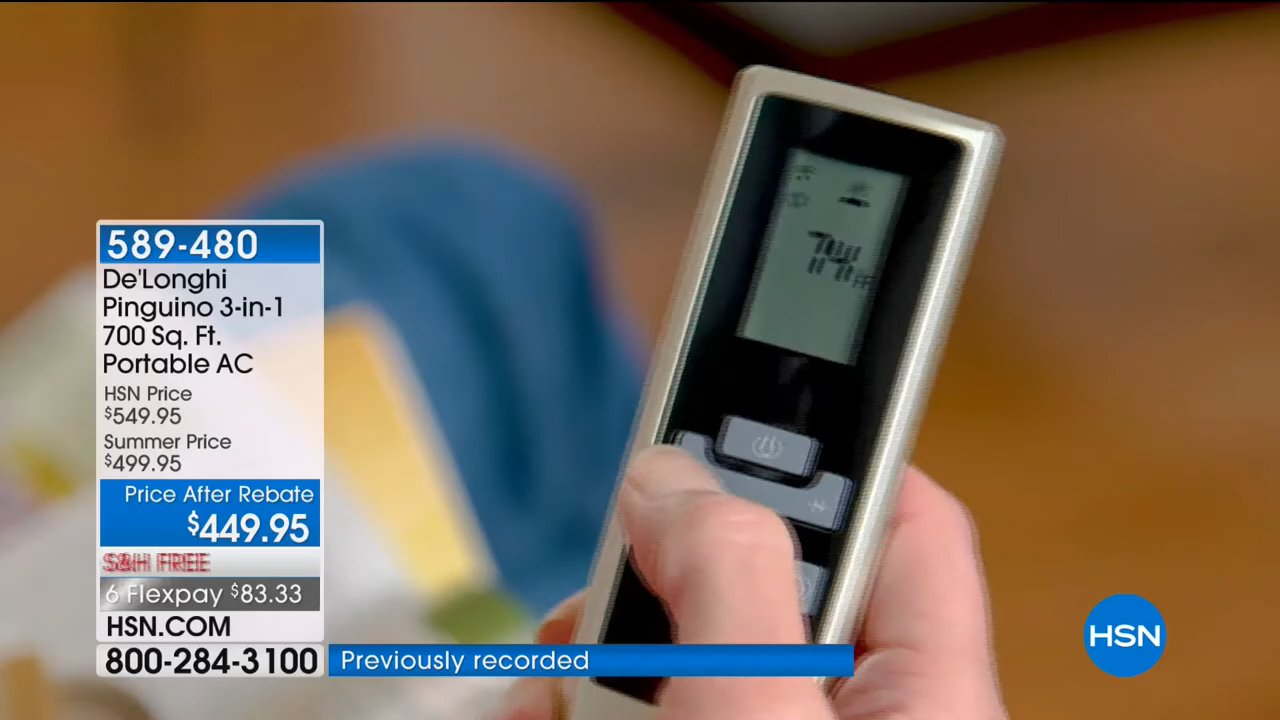 589-480
De'Longhi
Pinguino 3-in-1
700 Sq. Ft.
Portable AC
HSN Price
$549.95
Summer Price
$499.95
Price After Rebate
$449.95
S&H FREE
6 Flexpay $83.33
HSN.COM
800-284-3100
Previously recorded
HSN
74